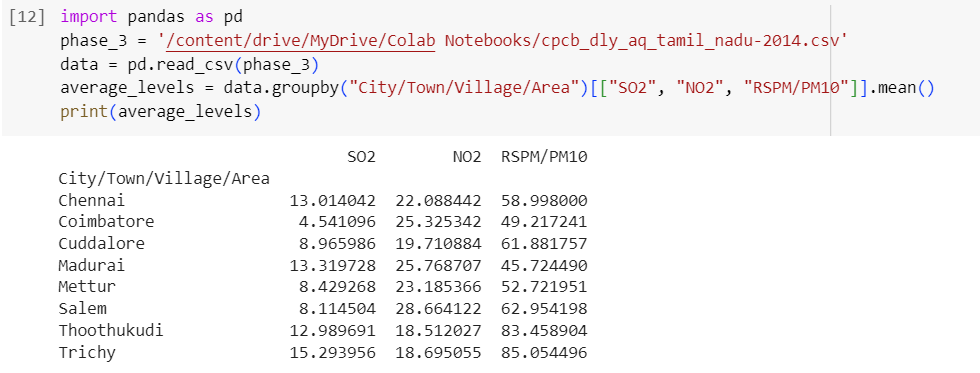 [12] import pandas as pd
phase_3 = '/content/drive/MyDrive/Colab Notebooks/cpcb_dly_aq_tamil_nadu-2014.csv'
data = pd.read_csv(phase_3)
average_levels = data.groupby("City/Town/Village/Area")[["SO2", "NO2", "RSPM/PM10"]].mean()
print(average_levels)
SO2 NO2 RSPM/PM10
City/Town/Village/Area
Chennai 13.014042 22.088442 58.998000
Coimbatore 4.541096 25.325342 49.217241
Cuddalore 8.965986 19.710884 61.881757
Madurai 13.319728 25.768707 45.724490
Mettur 8.429268 23.185366 52.721951
Salem 8.114504 28.664122 62.954198
Thoothukudi 12.989691 18.512027 83.458904
Trichy 15.293956 18.695055 85.054496